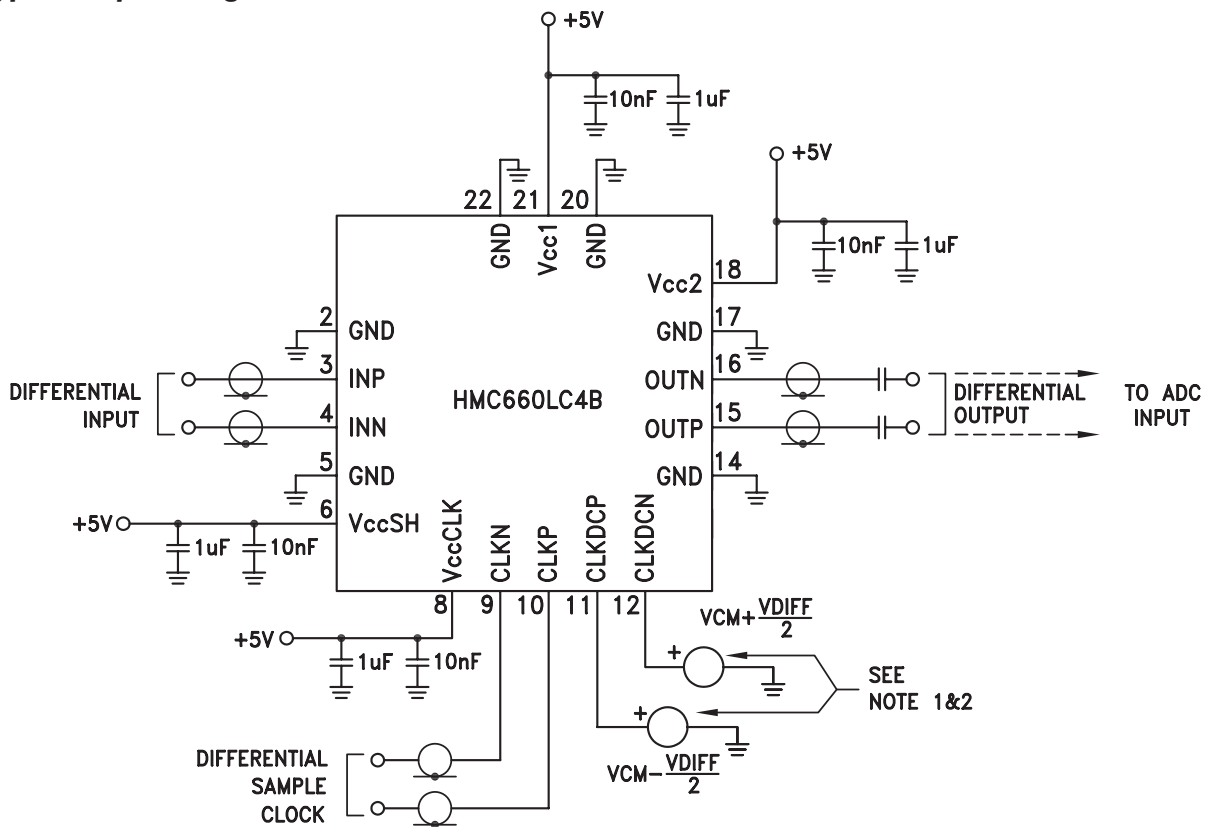 +5V
10nF
1uF
+5V
22
21
20
10nF
1uF
GND
Vcc1
GND
18
Vcc2
2
GND
17
GND
DIFFERENTIAL
INPUT
3
INP
16
OUTN
HMC660LC4B
DIFFERENTIAL
OUTPUT
TO ADC
INPUT
4
INN
15
OUTP
5
GND
14
GND
+5V
6
VccSH
1uF
10nF
VccCLK
CLKN
CLKP
CLKDCP
CLKDCN
8
9
10
11
12
+5V
1uF
10nF
VCM+VDIFF
2
+
SEE
NOTE 1&2
+
VCM-VDIFF
2
DIFFERENTIAL
SAMPLE
CLOCK